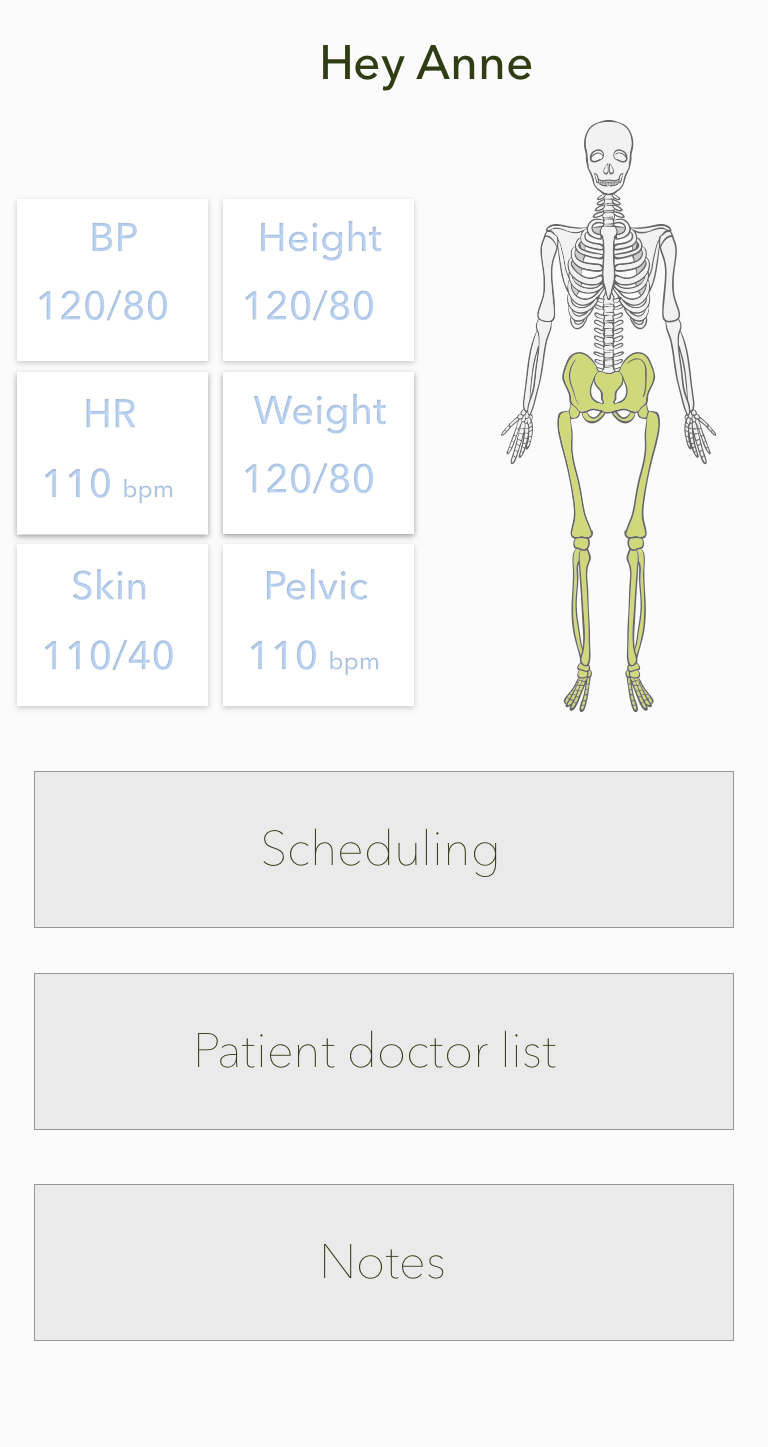 Hey Anne
BP
120/80
Height
120/80
HR
110 bpm
Weight
120/80
Skin
110/40
Pelvic
110 bpm
Scheduling
Patient doctor list
Notes